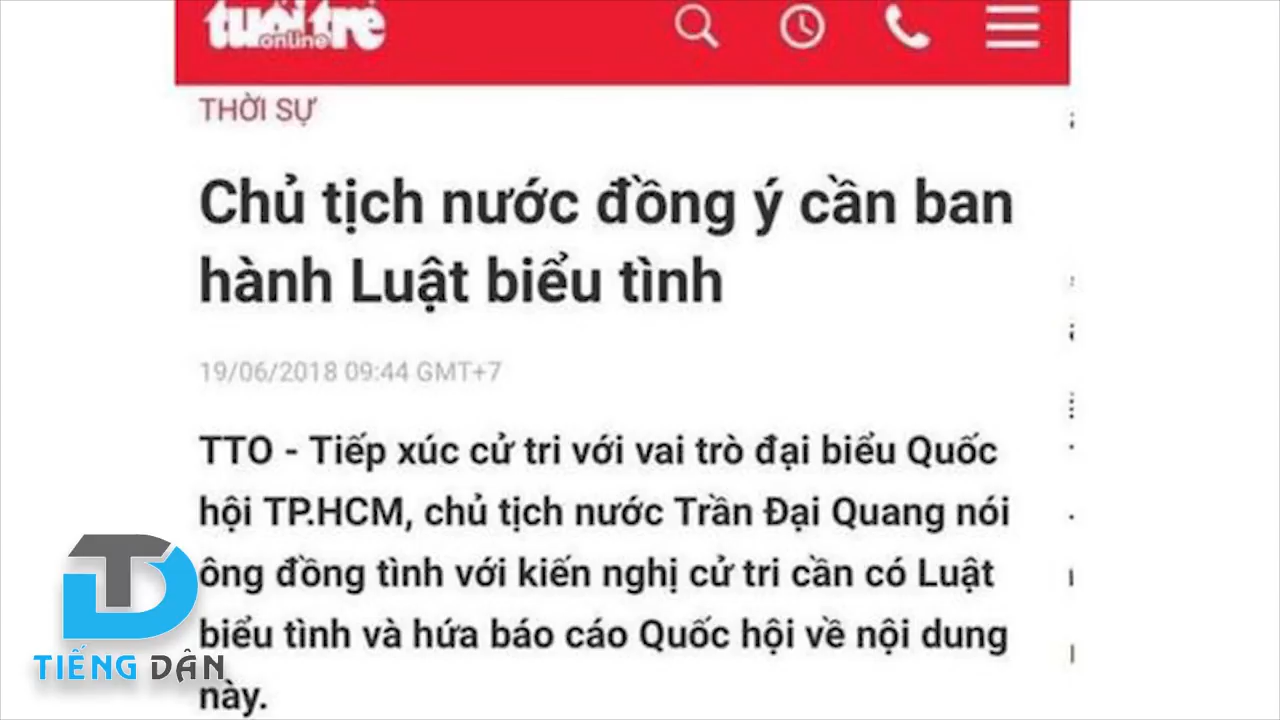 tuổi trẻ
online
THỜI SỰ
Chủ tịch nước đồng ý cần ban
hành Luật biểu tình
19/06/2018 09:44 GMT+7
TTO - Tiếp xúc cử tri với vai trò đại biểu Quốc
hội TP.HCM, chủ tịch nước Trần Đại Quang nói
ông đồng tình với kiến nghị cử tri cần có Luật
biểu tình và hứa báo cáo Quốc hội về nội dung
này.
TD
TIẾNG DÂN